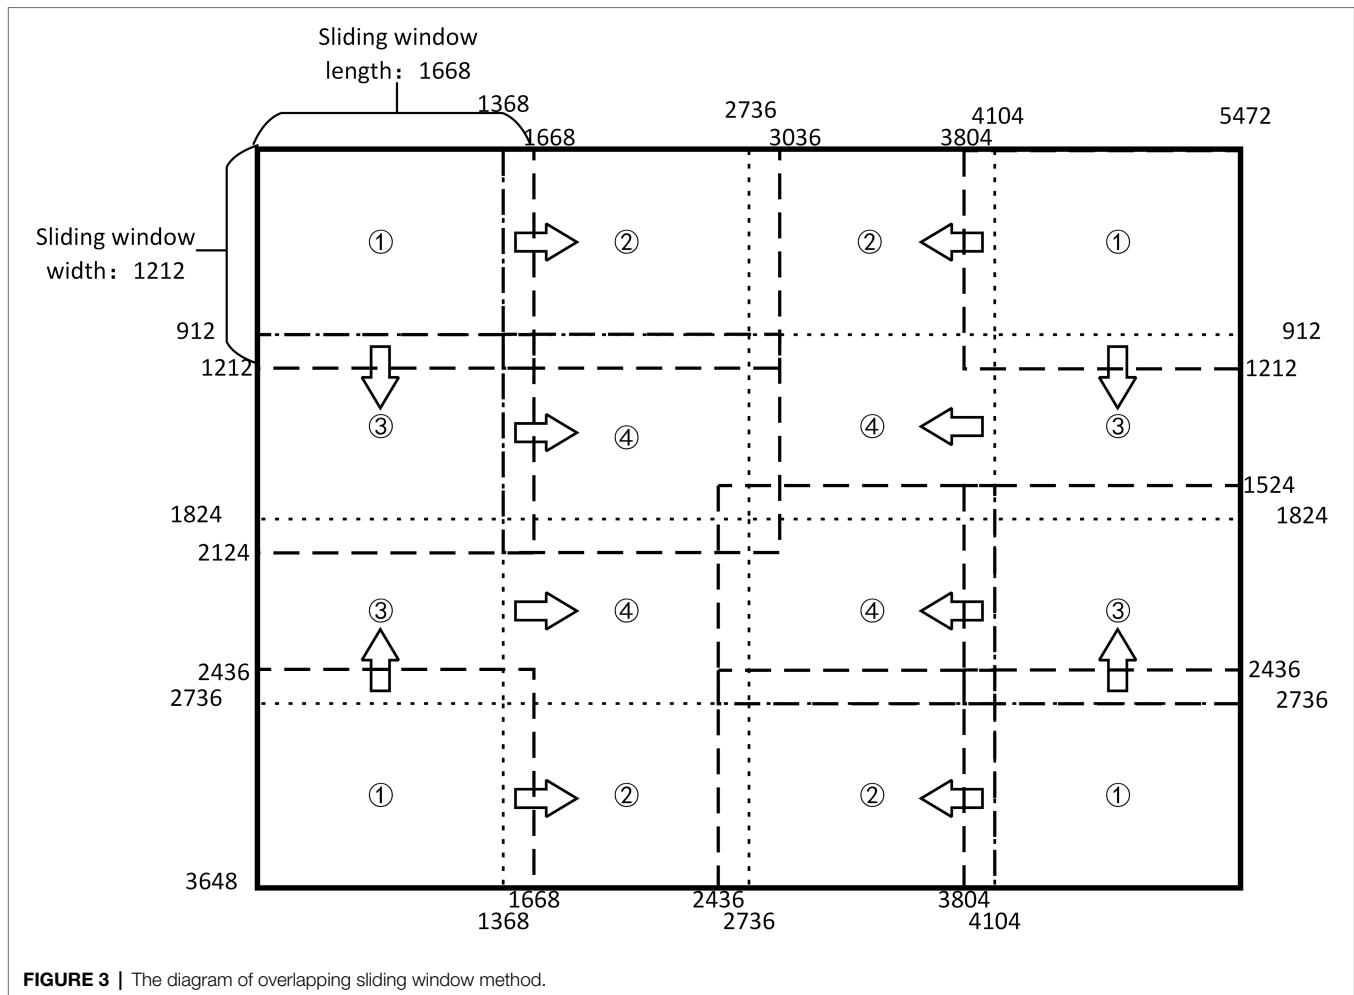 Sliding window
length: 1668
1368
2736
4104
5472
1668
3036
3804
Sliding window
width: 1212
① ② ② ①
912
912
1212
1212
③ ④ ④ ③
1524
1824
1824
2124
③ ④ ④ ③
2436
2436
2736
2736
① ② ② ①
3648
1668
2436
3804
1368
2736
4104
FIGURE 3 | The diagram of overlapping sliding window method.